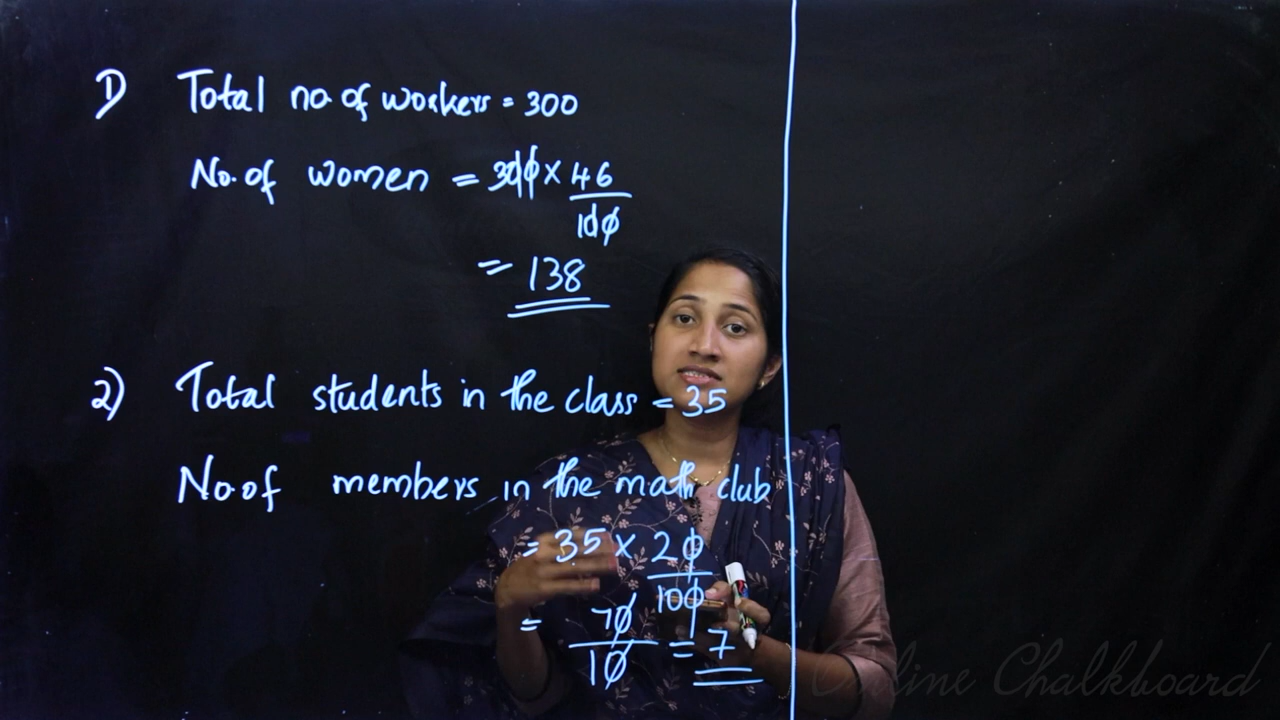 1) Total no. of workers = 300
No. of women = 300 × 46/100
= 138
2) Total students in the class = 35
No. of members in the math club
= 35 × 20/100
= 70/10 = 7
Online Chalkboard